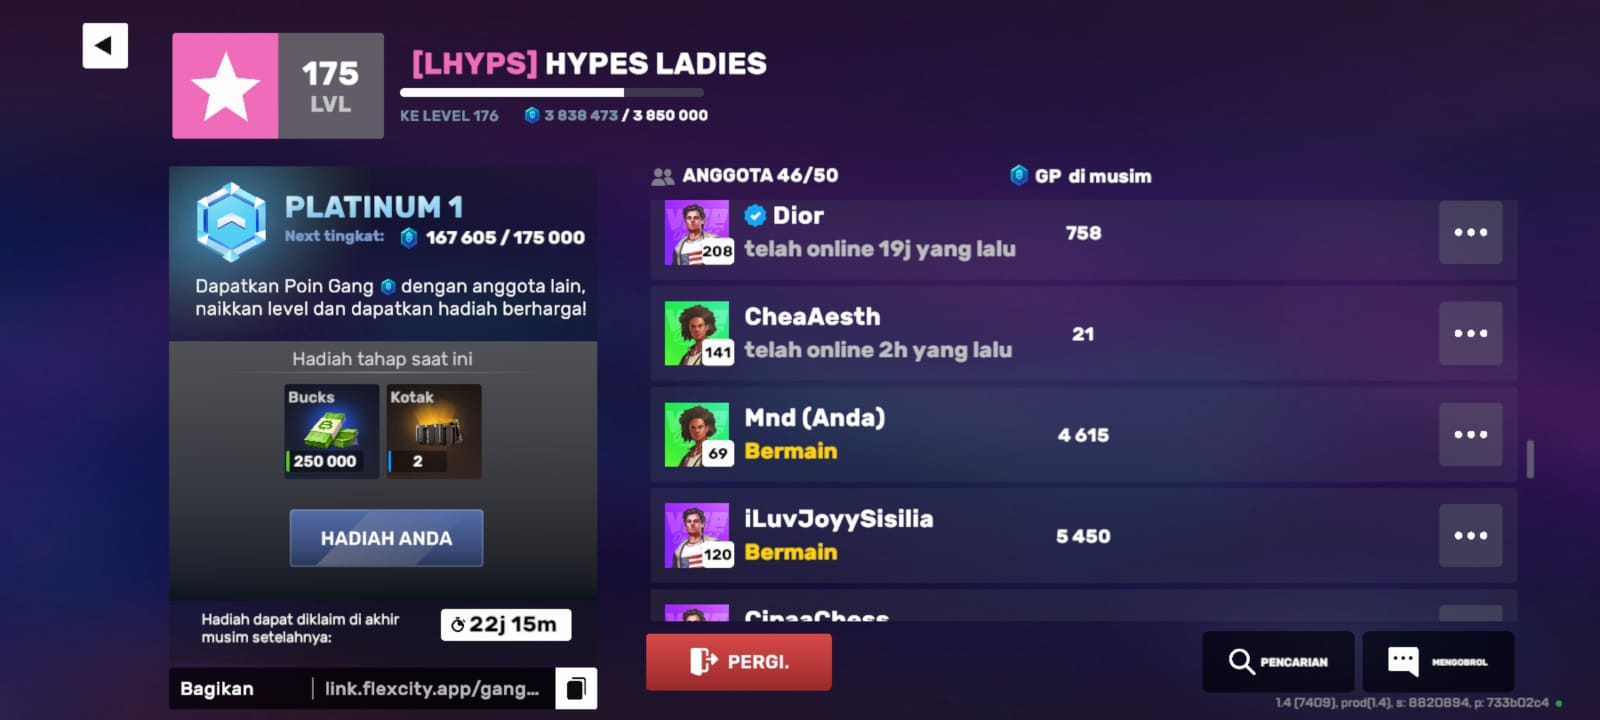 175
LVL
[LHYPS] HYPES LADIES
KE LEVEL 176 3 838 473 / 3 850 000
PLATINUM 1
Next tingkat: 167 605 / 175 000
Dapatkan Poin Gang dengan anggota lain,
naikkan level dan dapatkan hadiah berharga!
Hadiah tahap saat ini
Bucks
250 000
Kotak
2
HADIAH ANDA
Hadiah dapat diklaim di akhir
musim setelahnya:
22j 15m
Bagikan link.flexcity.app/gang...
ANGGOTA 46/50 GP di musim
208
Dior
telah online 19j yang lalu
758
141
CheaAesth
telah online 2h yang lalu
21
69
Mnd (Anda)
Bermain
4 615
120
iLuvJoyySisilia
Bermain
5 450
CipaaChess
PERGI.
PENCARIAN
MENGOBROL
1.4 (7409), prod(1.4), s: 8820894, p: 733b02c4